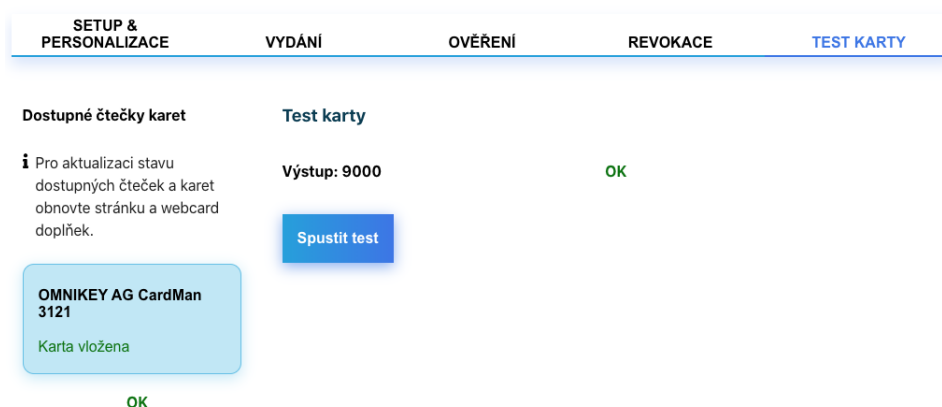 SETUP &
PERSONALIZACE
VYDÁNÍ
OVĚŘENÍ
REVOKACE
TEST KARTY
Dostupné čtečky karet
Pro aktualizaci stavu
dostupných čteček a karet
obnovte stránku a webcard
doplněk.
OMNIKEY AG CardMan
3121
Karta vložena
OK
Test karty
Výstup: 9000
OK
Spustit test